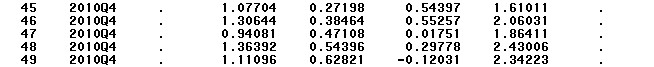 45 2010Q4 . 1.07704 0.27198 0.54397 1.61011 .
46 2010Q4 . 1.30644 0.38464 0.55257 2.06031 .
47 2010Q4 . 0.94081 0.47108 0.01751 1.86411 .
48 2010Q4 . 1.36392 0.54396 0.29778 2.43006 .
49 2010Q4 . 1.11096 0.62821 -0.12031 2.34223 .